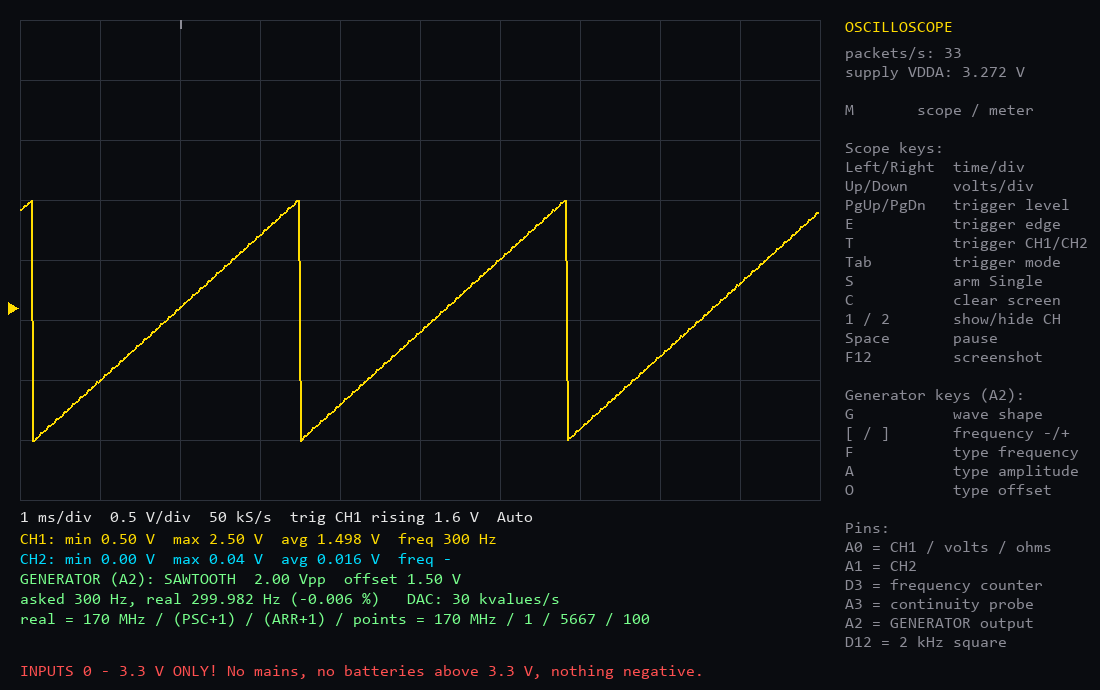 OSCILLOSCOPE
packets/s: 33
supply VDDA: 3.272 V
M scope / meter
Scope keys:
Left/Right time/div
Up/Down volts/div
PgUp/PgDn trigger level
E trigger edge
T trigger CH1/CH2
Tab trigger mode
S arm Single
C clear screen
1 / 2 show/hide CH
Space pause
F12 screenshot
Generator keys (A2):
G wave shape
[ / ] frequency -/+
F type frequency
A type amplitude
O type offset
Pins:
A0 = CH1 / volts / ohms
A1 = CH2
D3 = frequency counter
A3 = continuity probe
A2 = GENERATOR output
D12 = 2 kHz square
1 ms/div 0.5 V/div 50 kS/s trig CH1 rising 1.6 V Auto
CH1: min 0.50 V max 2.50 V avg 1.498 V freq 300 Hz
CH2: min 0.00 V max 0.04 V avg 0.016 V freq -
GENERATOR (A2): SAWTOOTH 2.00 Vpp offset 1.50 V
asked 300 Hz, real 299.982 Hz (-0.006 %) DAC: 30 kvalues/s
real = 170 MHz / (PSC+1) / (ARR+1) / points = 170 MHz / 1 / 5667 / 100
INPUTS 0 - 3.3 V ONLY! No mains, no batteries above 3.3 V, nothing negative.